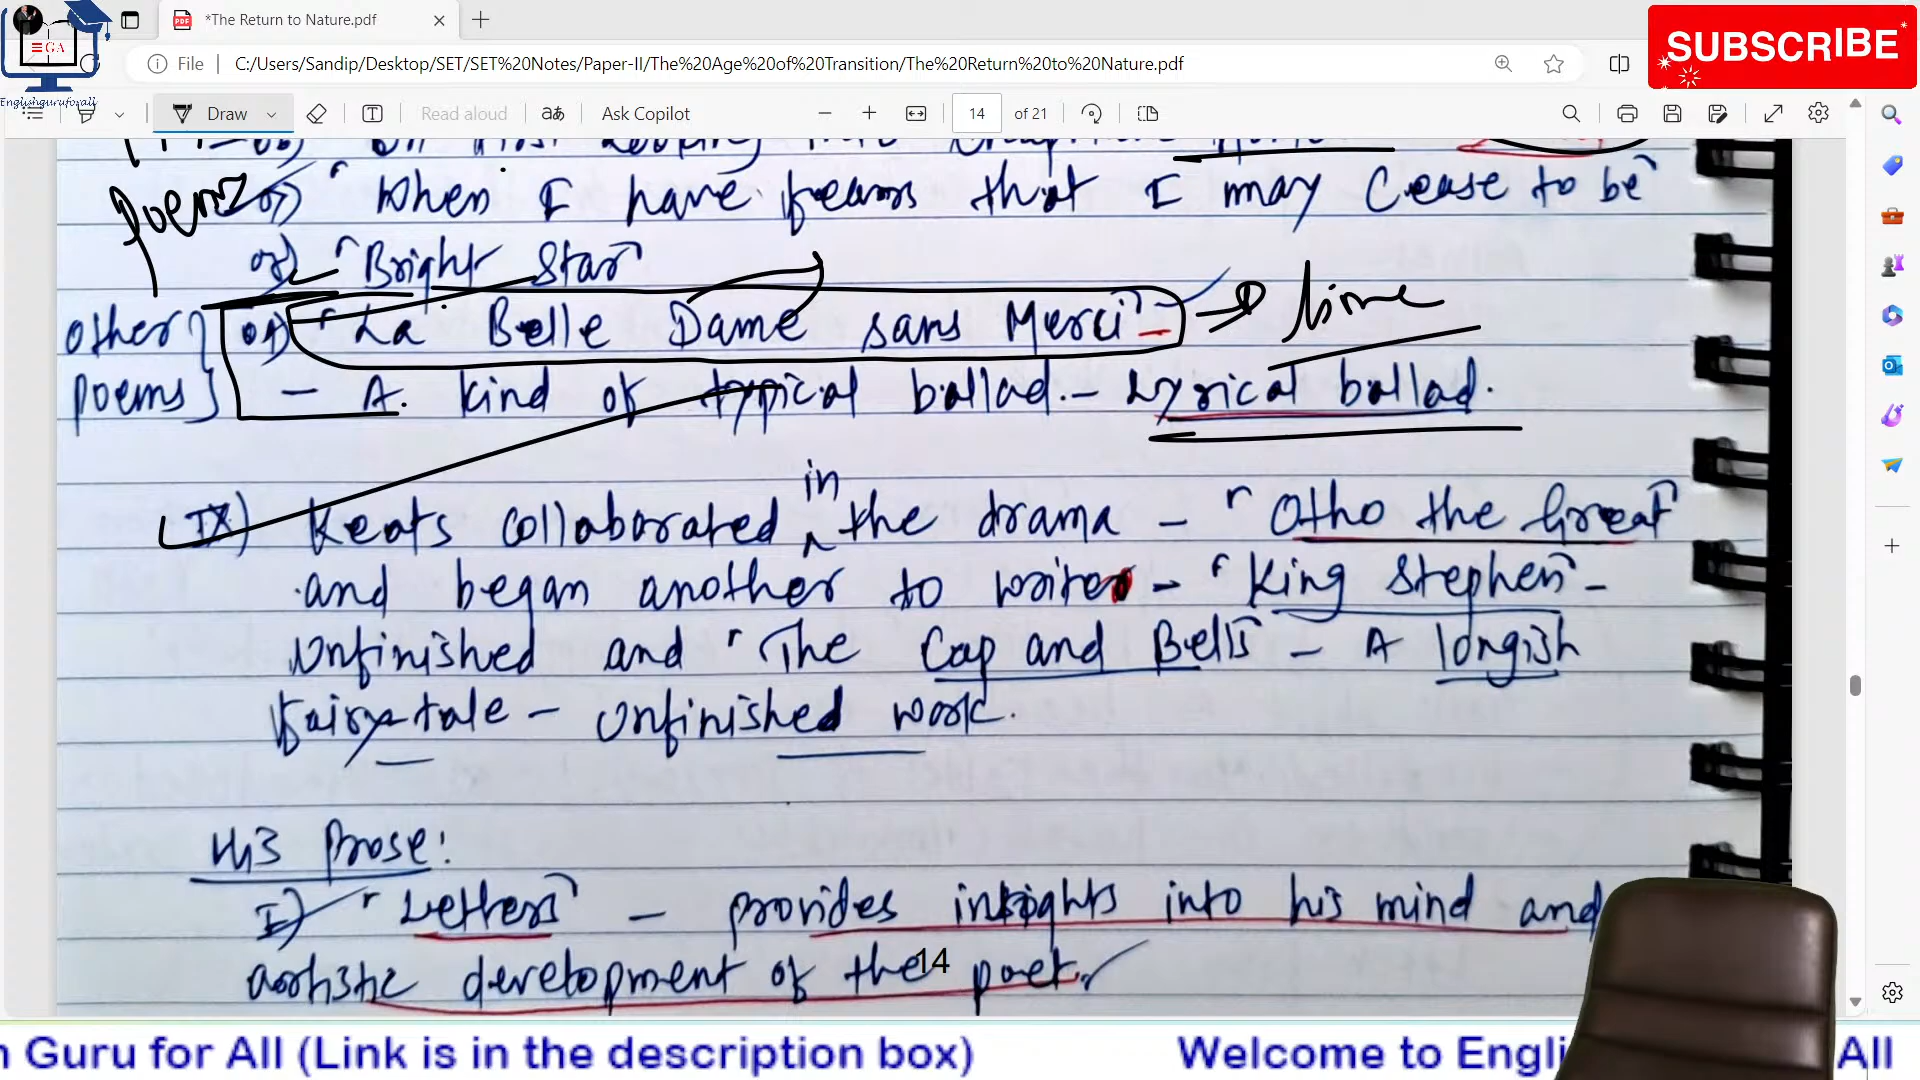 *The Return to Nature.pdf
SUBSCRIBE
GA
File C:/Users/Sandip/Desktop/SET/SET%20Notes/Paper-II/The%20Age%20of%20Transition/The%20Return%20to%20Nature.pdf
Englishguruforall
Draw Read aloud Ask Copilot 14 of 21
Poems "When I have fears that I may Cease to be"
"Bright Star"
other poems "La Belle Dame sans Merci"
- A kind of typical ballad. - Lyrical ballad.
IX) Keats collaborated in the drama - "Otho the Great"
and began another to write - "King Stephen" -
unfinished and "The Cap and Bells" - A longish
fairy-tale - unfinished work.
His Prose:
I) "Letters" - provides insights into his mind and
artistic development of the poet.
14
Guru for All (Link is in the description box) Welcome to Engli All